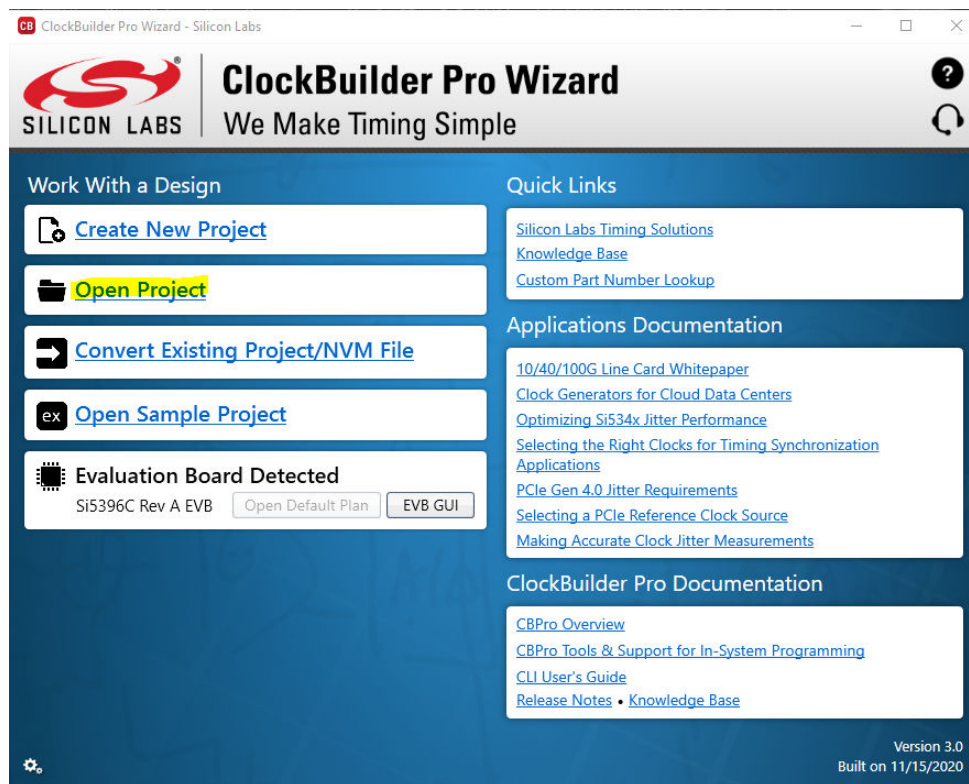 CB ClockBuilder Pro Wizard - Silicon Labs
SILICON LABS
®
ClockBuilder Pro Wizard
We Make Timing Simple
?
Work With a Design
Create New Project
Open Project
Convert Existing Project/NVM File
ex Open Sample Project
Evaluation Board Detected
Si5396C Rev A EVB Open Default Plan EVB GUI
Quick Links
Silicon Labs Timing Solutions
Knowledge Base
Custom Part Number Lookup
Applications Documentation
10/40/100G Line Card Whitepaper
Clock Generators for Cloud Data Centers
Optimizing Si534x Jitter Performance
Selecting the Right Clocks for Timing Synchronization
Applications
PCIe Gen 4.0 Jitter Requirements
Selecting a PCIe Reference Clock Source
Making Accurate Clock Jitter Measurements
ClockBuilder Pro Documentation
CBPro Overview
CBPro Tools & Support for In-System Programming
CLI User's Guide
Release Notes • Knowledge Base
Version 3.0
Built on 11/15/2020